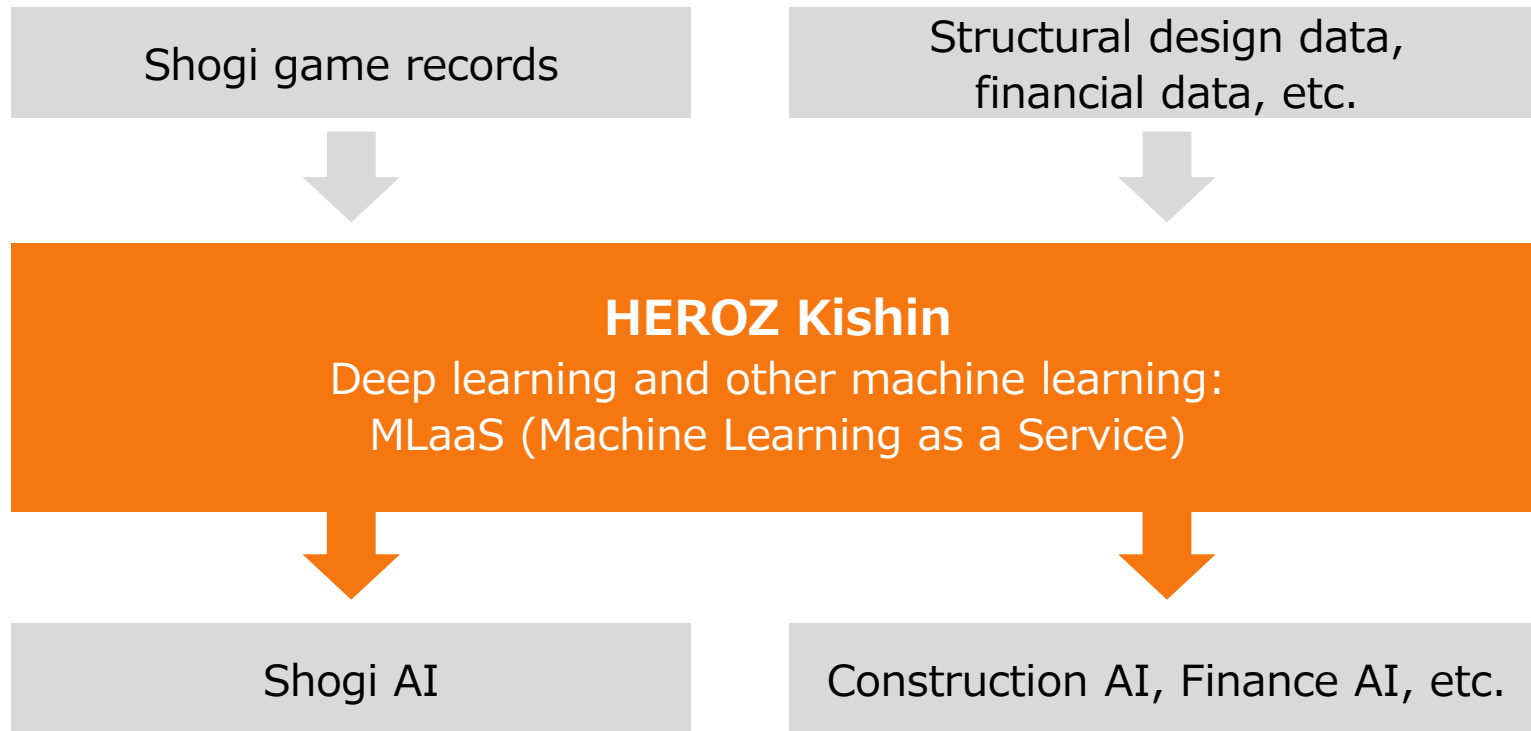 Shogi game records
Structural design data,
financial data, etc.
HEROZ Kishin
Deep learning and other machine learning:
MLaaS (Machine Learning as a Service)
Shogi AI
Construction AI, Finance AI, etc.